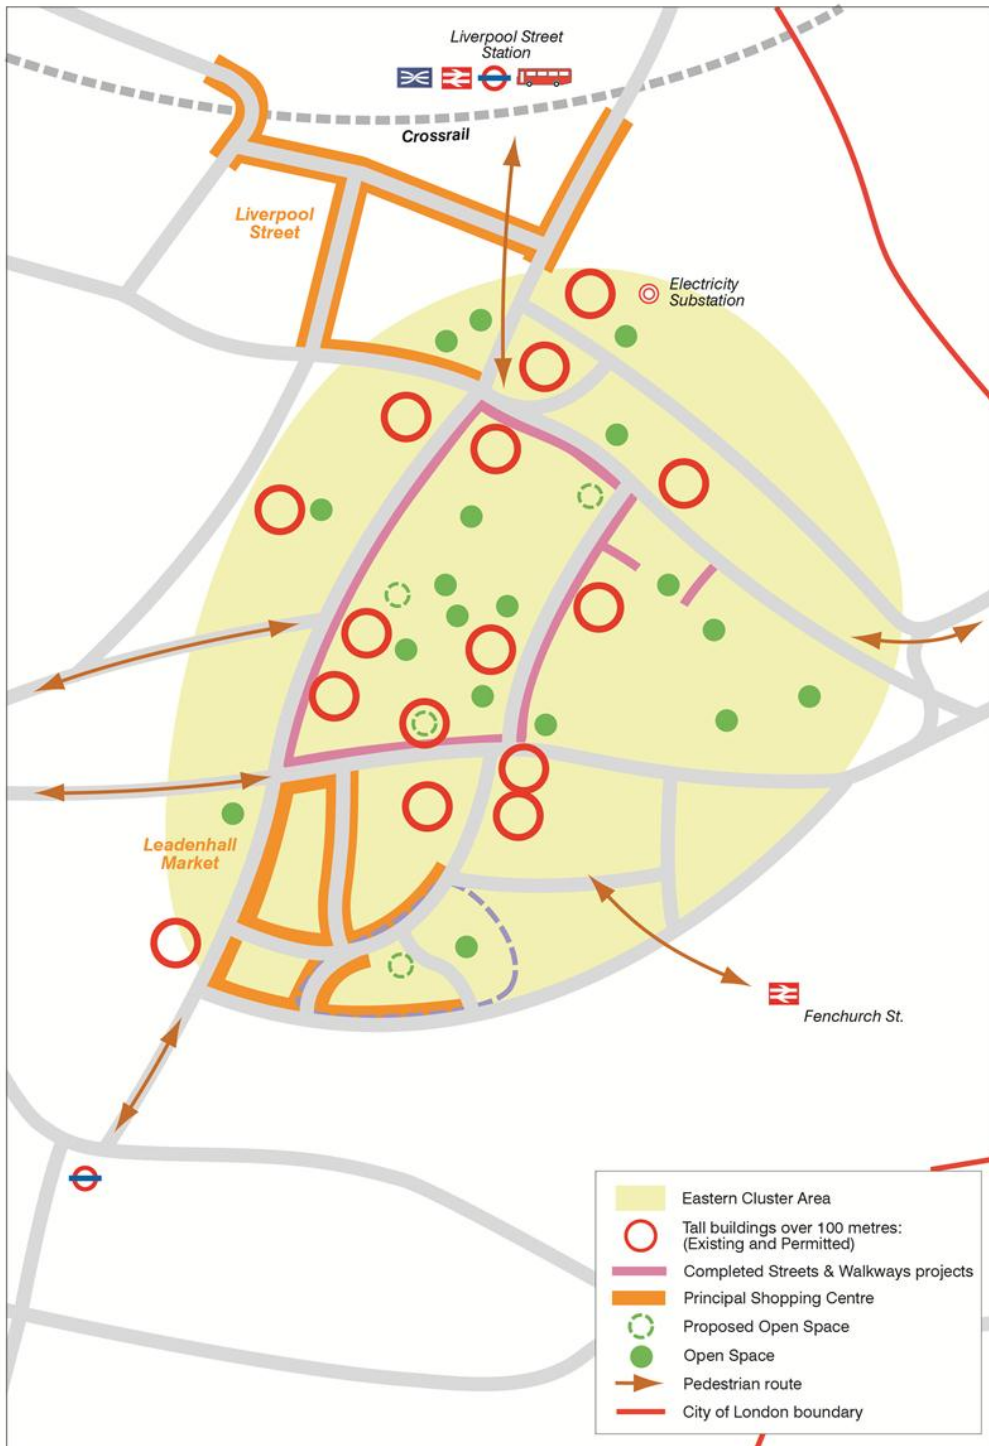 Liverpool Street
Station
Crossrail
Liverpool
Street
Electricity
Substation
Leadenhall
Market
Fenchurch St.
Eastern Cluster Area
Tall buildings over 100 metres:
(Existing and Permitted)
Completed Streets & Walkways projects
Principal Shopping Centre
Proposed Open Space
Open Space
Pedestrian route
City of London boundary